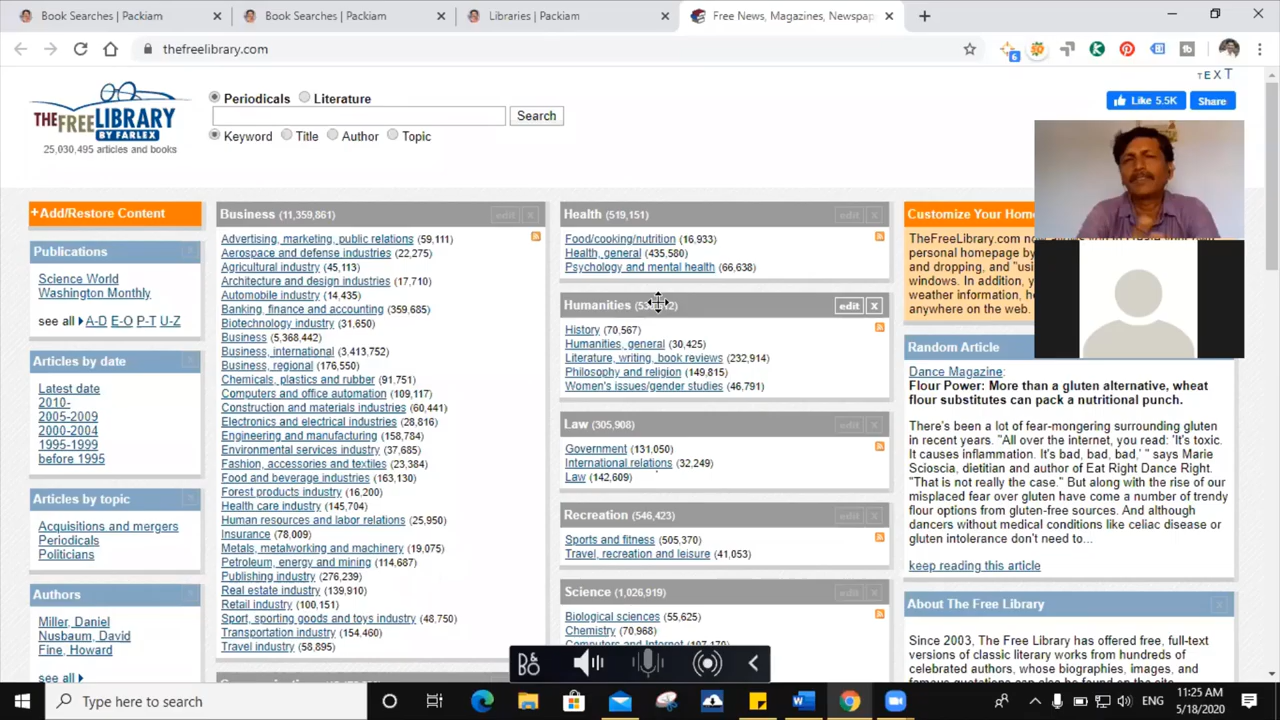 Book Searches | Packiam
Book Searches | Packiam
Libraries | Packiam
Free News, Magazines, Newspap
thefreelibrary.com
6
TEXT
Periodicals
Literature
Like 5.5K
Share
THEFREELIBRARY
BY FARLEX
Search
Keyword
Title
Author
Topic
25,030,495 articles and books
+Add/Restore Content
Publications
Science World
Washington Monthly
see all A-D E-O P-T U-Z
Articles by date
Latest date
2010-
2005-2009
2000-2004
1995-1999
before 1995
Articles by topic
Acquisitions and mergers
Periodicals
Politicians
Authors
Miller, Daniel
Nusbaum, David
Fine, Howard
see all
Business (11,359,861)
edit x
Advertising, marketing, public relations (59,111)
Aerospace and defense industries (22,275)
Agricultural industry (45,113)
Architecture and design industries (17,710)
Automobile industry (14,435)
Banking, finance and accounting (359,685)
Biotechnology industry (31,650)
Business (5,368,442)
Business, international (3,413,752)
Business, regional (176,550)
Chemicals, plastics and rubber (91,751)
Computers and office automation (109,117)
Construction and materials industries (60,441)
Electronics and electrical industries (28,816)
Engineering and manufacturing (158,784)
Environmental services industry (37,685)
Fashion, accessories and textiles (23,384)
Food and beverage industries (163,130)
Forest products industry (16,200)
Health care industry (145,704)
Human resources and labor relations (25,950)
Insurance (78,009)
Metals, metalworking and machinery (19,075)
Petroleum, energy and mining (114,687)
Publishing industry (276,239)
Real estate industry (139,910)
Retail industry (100,151)
Sport, sporting goods and toys industry (48,750)
Transportation industry (154,460)
Travel industry (58,895)
Health (519,151)
edit x
Food/cooking/nutrition (16,933)
Health, general (435,580)
Psychology and mental health (66,638)
Humanities
edit x
History (70,567)
Humanities, general (30,425)
Literature, writing, book reviews (232,914)
Philosophy and religion (149,815)
Women's issues/gender studies (46,791)
Law (305,908)
edit x
Government (131,050)
International relations (32,249)
Law (142,609)
Recreation (546,423)
edit x
Sports and fitness (505,370)
Travel, recreation and leisure (41,053)
Science (1,026,919)
edit x
Biological sciences (55,625)
Chemistry (70,968)
Customize Your Hom
TheFreeLibrary.com
personal homepage by
and dropping, and "usi
windows. In addition, y
weather information, h
anywhere on the web.
Random Article
Dance Magazine:
Flour Power: More than a gluten alternative, wheat
flour substitutes can pack a nutritional punch.
There's been a lot of fear-mongering surrounding gluten
in recent years. "All over the internet, you read: 'It's toxic.
It causes inflammation. It's bad, bad, bad,' " says Marie
Scioscia, dietitian and author of Eat Right Dance Right.
"That is not really the case." But along with the rise of our
misplaced fear over gluten have come a number of trendy
flour options from gluten-free sources. And although
dancers without medical conditions like celiac disease or
gluten intolerance don't need to...
keep reading this article
About The Free Library
Since 2003, The Free Library has offered free, full-text
versions of classic literary works from hundreds of
celebrated authors, whose biographies, images, and
Type here to search
ENG
11:25 AM
5/18/2020